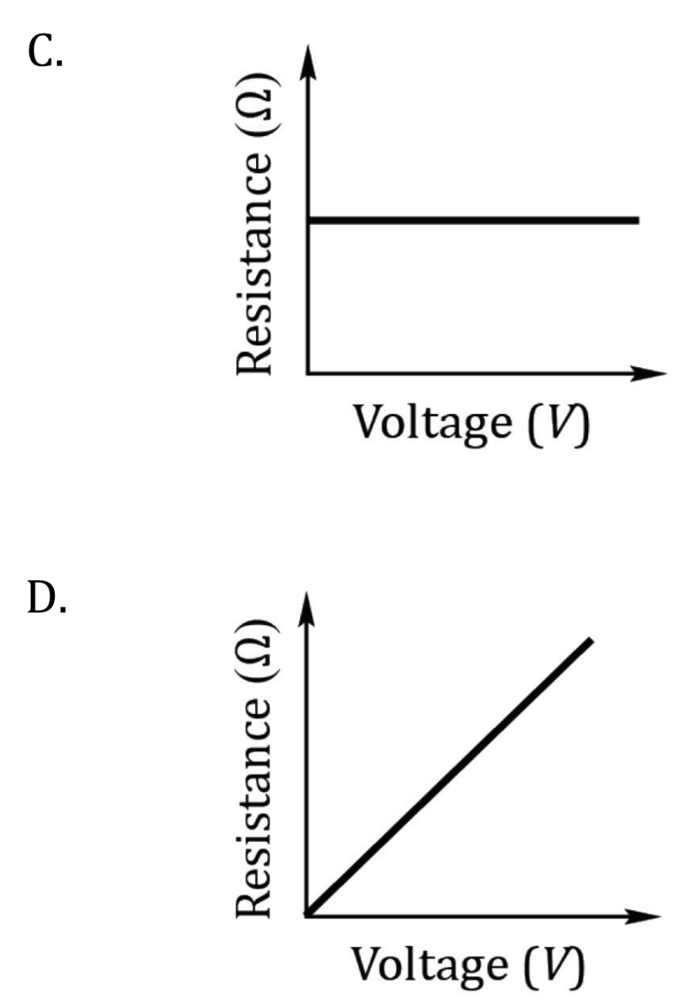 C.
Resistance (Ω)
Voltage (V)
D.
Resistance (Ω)
Voltage (V)